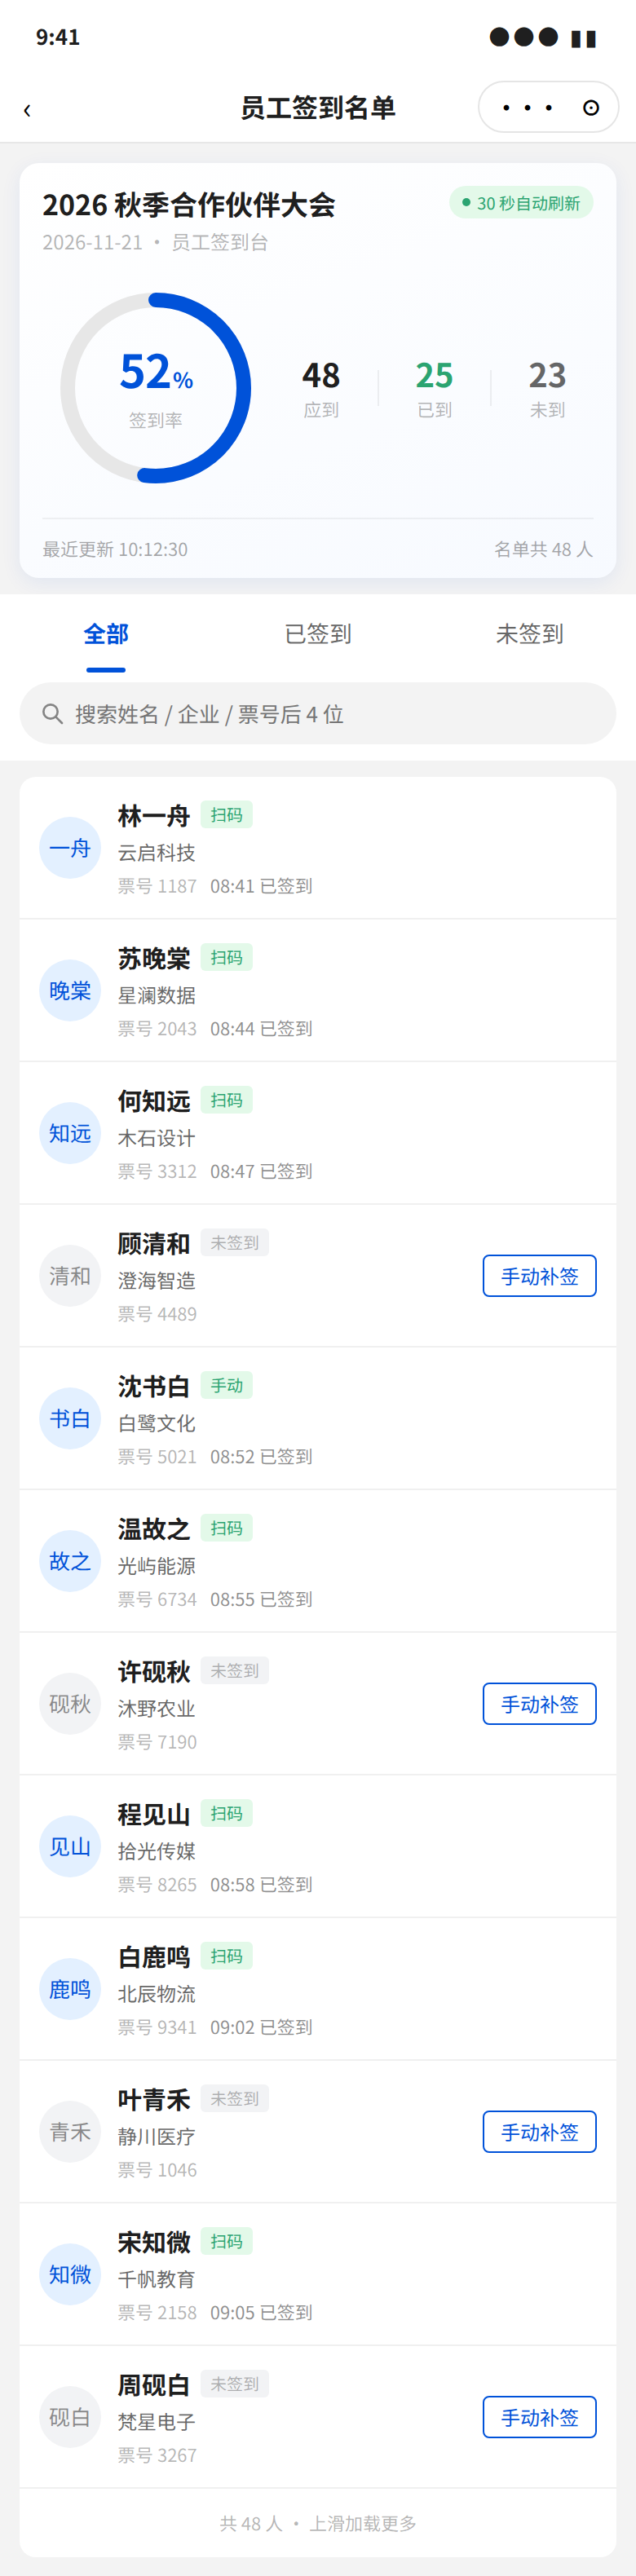 9:41
员工签到名单
2026 秋季合作伙伴大会
30 秒自动刷新
2026-11-21 · 员工签到台
52%
签到率
48
应到
25
已到
23
未到
最近更新 10:12:30
名单共 48 人
全部
已签到
未签到
搜索姓名 / 企业 / 票号后 4 位
一舟
林一舟 扫码
云启科技
票号 1187 08:41 已签到
晚棠
苏晚棠 扫码
星澜数据
票号 2043 08:44 已签到
知远
何知远 扫码
木石设计
票号 3312 08:47 已签到
清和
顾清和 未签到
澄海智造
票号 4489
手动补签
书白
沈书白 手动
白鹭文化
票号 5021 08:52 已签到
故之
温故之 扫码
光屿能源
票号 6734 08:55 已签到
砚秋
许砚秋 未签到
沐野农业
票号 7190
手动补签
见山
程见山 扫码
拾光传媒
票号 8265 08:58 已签到
鹿鸣
白鹿鸣 扫码
北辰物流
票号 9341 09:02 已签到
青禾
叶青禾 未签到
静川医疗
票号 1046
手动补签
知微
宋知微 扫码
千帆教育
票号 2158 09:05 已签到
砚白
周砚白 未签到
梵星电子
票号 3267
手动补签
共 48 人 · 上滑加载更多